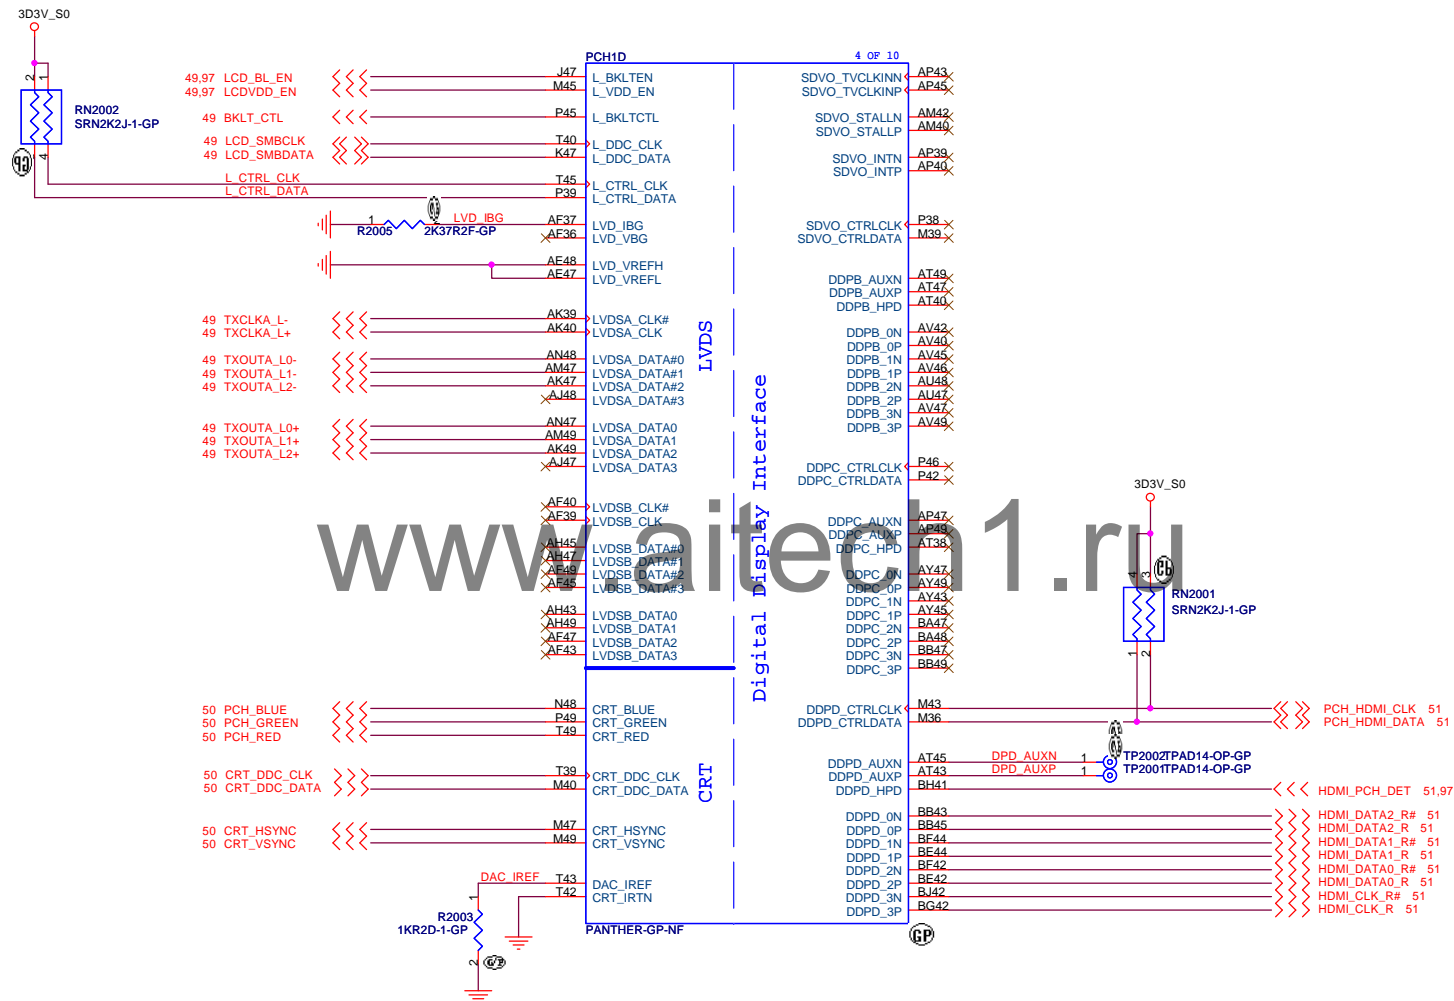 3D3V_S0
RN2002
SRN2K2J-1-GP
2 1
4
GP
PCH1D
4 OF 10
49,97 LCD_BL_EN J47 L_BKLTEN
49,97 LCDVDD_EN M45 L_VDD_EN
49 BKLT_CTL P45 L_BKLTCTL
49 LCD_SMBCLK T40 L_DDC_CLK
49 LCD_SMBDATA K47 L_DDC_DATA
L_CTRL_CLK T45 L_CTRL_CLK
L_CTRL_DATA P39 L_CTRL_DATA
1 R2005 2K37R2F-GP LVD_IBG AF37 LVD_IBG
AF36 LVD_VBG
AE48 LVD_VREFH
AE47 LVD_VREFL
49 TXCLKA_L- AK39 LVDSA_CLK#
49 TXCLKA_L+ AK40 LVDSA_CLK
49 TXOUTA_L0- AN48 LVDSA_DATA#0
49 TXOUTA_L1- AM47 LVDSA_DATA#1
49 TXOUTA_L2- AK47 LVDSA_DATA#2
AJ48 LVDSA_DATA#3
49 TXOUTA_L0+ AN47 LVDSA_DATA0
49 TXOUTA_L1+ AM49 LVDSA_DATA1
49 TXOUTA_L2+ AK49 LVDSA_DATA2
AJ47 LVDSA_DATA3
AF40 LVDSB_CLK#
AF39 LVDSB_CLK
AH45 LVDSB_DATA#0
AH47 LVDSB_DATA#1
AF49 LVDSB_DATA#2
AF45 LVDSB_DATA#3
AH43 LVDSB_DATA0
AH49 LVDSB_DATA1
AF47 LVDSB_DATA2
AF43 LVDSB_DATA3
50 PCH_BLUE N48 CRT_BLUE
50 PCH_GREEN P49 CRT_GREEN
50 PCH_RED T49 CRT_RED
50 CRT_DDC_CLK T39 CRT_DDC_CLK
50 CRT_DDC_DATA M40 CRT_DDC_DATA
50 CRT_HSYNC M47 CRT_HSYNC
50 CRT_VSYNC M49 CRT_VSYNC
DAC_IREF T43 DAC_IREF
T42 CRT_IRTN
1
R2003
1KR2D-1-GP
2
PANTHER-GP-NF
GP
LVDS
CRT
Digital Display Interface
SDVO_TVCLKINN AP43
SDVO_TVCLKINP AP45
SDVO_STALLN AM42
SDVO_STALLP AM40
SDVO_INTN AP39
SDVO_INTP AP40
SDVO_CTRLCLK P38
SDVO_CTRLDATA M39
DDPB_AUXN AT49
DDPB_AUXP AT47
DDPB_HPD AT40
DDPB_0N AV42
DDPB_0P AV40
DDPB_1N AV45
DDPB_1P AV46
DDPB_2N AU48
DDPB_2P AU47
DDPB_3N AV47
DDPB_3P AV49
DDPC_CTRLCLK P46
DDPC_CTRLDATA P42
DDPC_AUXN AP47
DDPC_AUXP AP49
DDPC_HPD AT38
DDPC_0N AY47
DDPC_0P AY49
DDPC_1N AY43
DDPC_1P AY45
DDPC_2N BA47
DDPC_2P BA48
DDPC_3N BB47
DDPC_3P BB49
3D3V_S0
4 3
RN2001
SRN2K2J-1-GP
1 2
DDPD_CTRLCLK M43 PCH_HDMI_CLK 51
DDPD_CTRLDATA M36 PCH_HDMI_DATA 51
DDPD_AUXN AT45 DPD_AUXN 1 TP2002TPAD14-OP-GP
DDPD_AUXP AT43 DPD_AUXP 1 TP2001TPAD14-OP-GP
DDPD_HPD BH41 HDMI_PCH_DET 51,97
DDPD_0N BB43 HDMI_DATA2_R# 51
DDPD_0P BB45 HDMI_DATA2_R 51
DDPD_1N BF44 HDMI_DATA1_R# 51
DDPD_1P BE44 HDMI_DATA1_R 51
DDPD_2N BF42 HDMI_DATA0_R# 51
DDPD_2P BE42 HDMI_DATA0_R 51
DDPD_3N BJ42 HDMI_CLK_R# 51
DDPD_3P BG42 HDMI_CLK_R 51
www.aitech1.ru